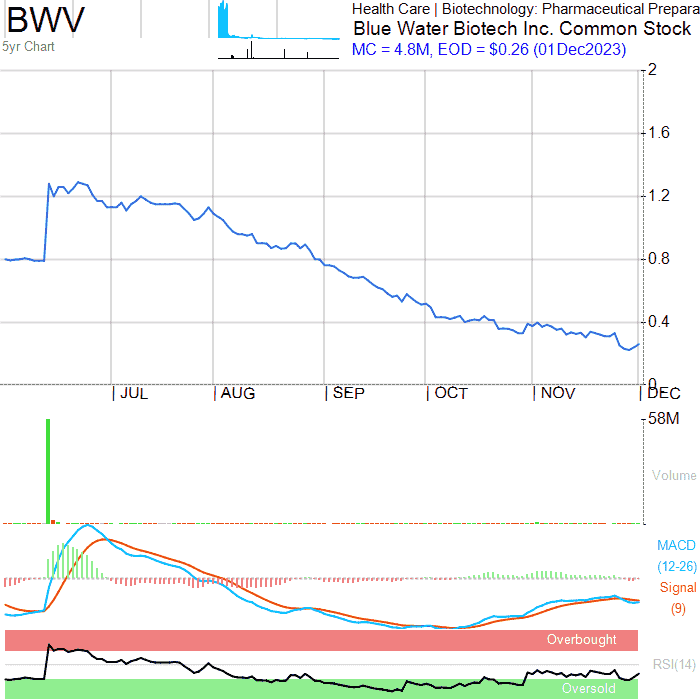 BWV
5yr Chart
Health Care | Biotechnology: Pharmaceutical Prepara
Blue Water Biotech Inc. Common Stock
MC = 4.8M, EOD = $0.26 (01Dec2023)
2
1.6
1.2
0.8
0.4
0
| JUL | AUG | SEP | OCT | NOV | DEC
58M
Volume
MACD
(12-26)
Signal
(9)
Overbought
RSI(14)
Oversold